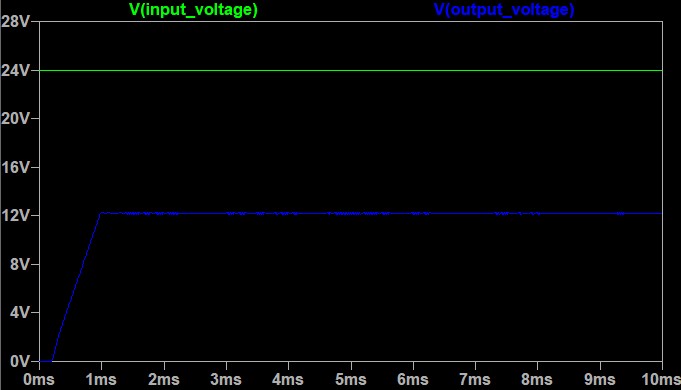 V(input_voltage) V(output_voltage)
28V
24V
20V
16V
12V
8V
4V
0V
0ms 1ms 2ms 3ms 4ms 5ms 6ms 7ms 8ms 9ms 10ms